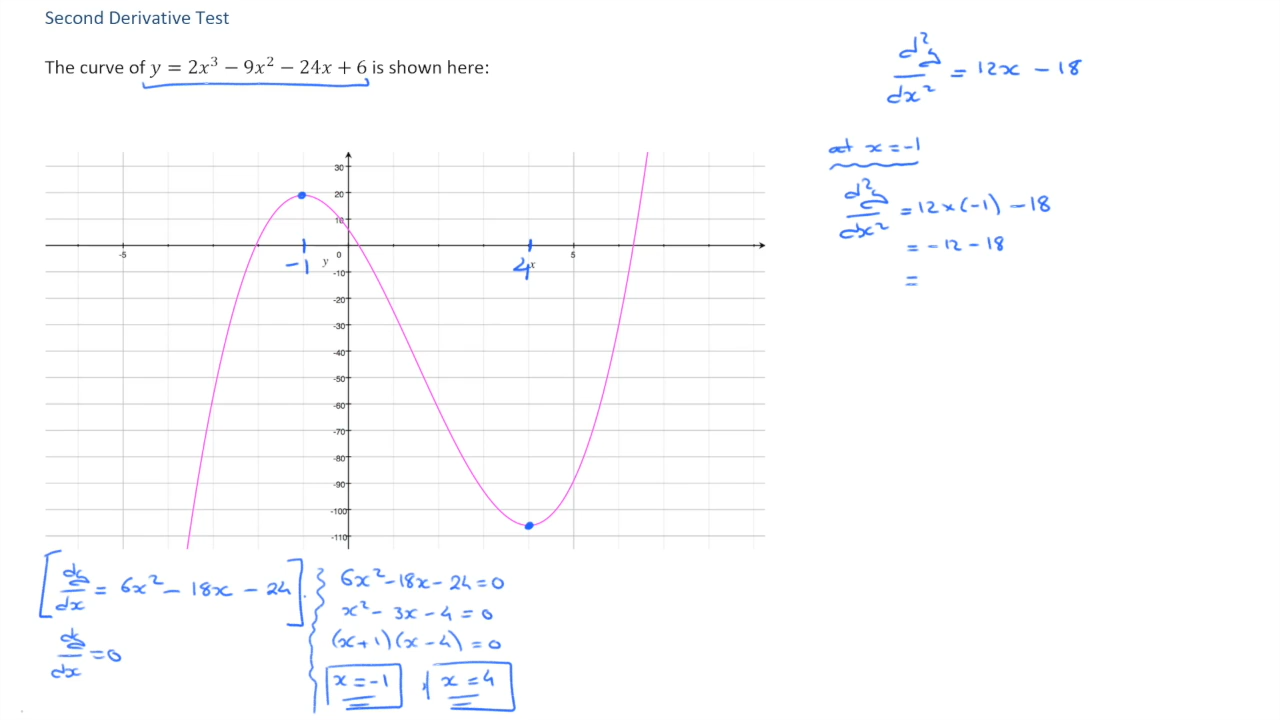 Second Derivative Test
The curve of y = 2x³ − 9x² − 24x + 6 is shown here:
d²y/dx² = 12x − 18
at x = −1
d²y/dx² = 12 × (−1) − 18
= −12 − 18
=
30
20
10
-5
0
5
−1
y
4
x
-10
-20
-30
-40
-50
-60
-70
-80
-90
-100
-110
[dy/dx = 6x² − 18x − 24].
dy/dx = 0
} 6x² − 18x − 24 = 0
x² − 3x − 4 = 0
(x + 1)(x − 4) = 0
x = −1 , x = 4